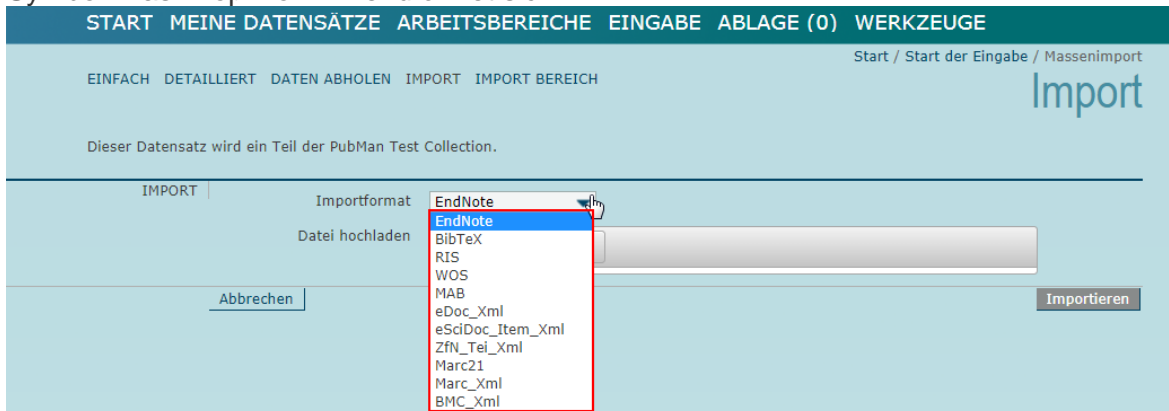 START MEINE DATENSÄTZE ARBEITSBEREICHE EINGABE ABLAGE (0) WERKZEUGE
Start / Start der Eingabe / Massenimport
EINFACH DETAILLIERT DATEN ABHOLEN IMPORT IMPORT BEREICH
Import
Dieser Datensatz wird ein Teil der PubMan Test Collection.
IMPORT
Importformat EndNote
Datei hochladen
EndNote
BibTeX
RIS
WOS
MAB
eDoc_Xml
eSciDoc_Item_Xml
ZfN_Tei_Xml
Marc21
Marc_Xml
BMC_Xml
Abbrechen
Importieren